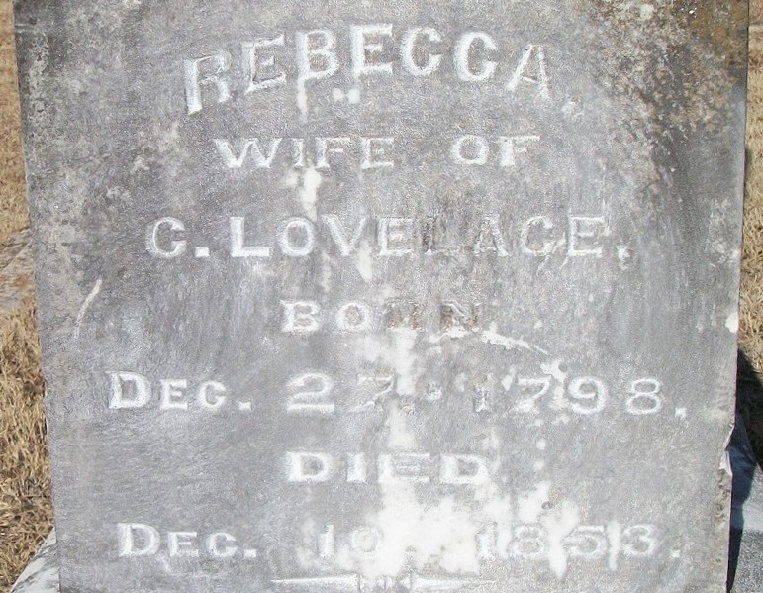 REBECCA,
WIFE OF
C. LOVELACE.
BORN
DEC. 27, 1798.
DIED
DEC. 10, 1853.